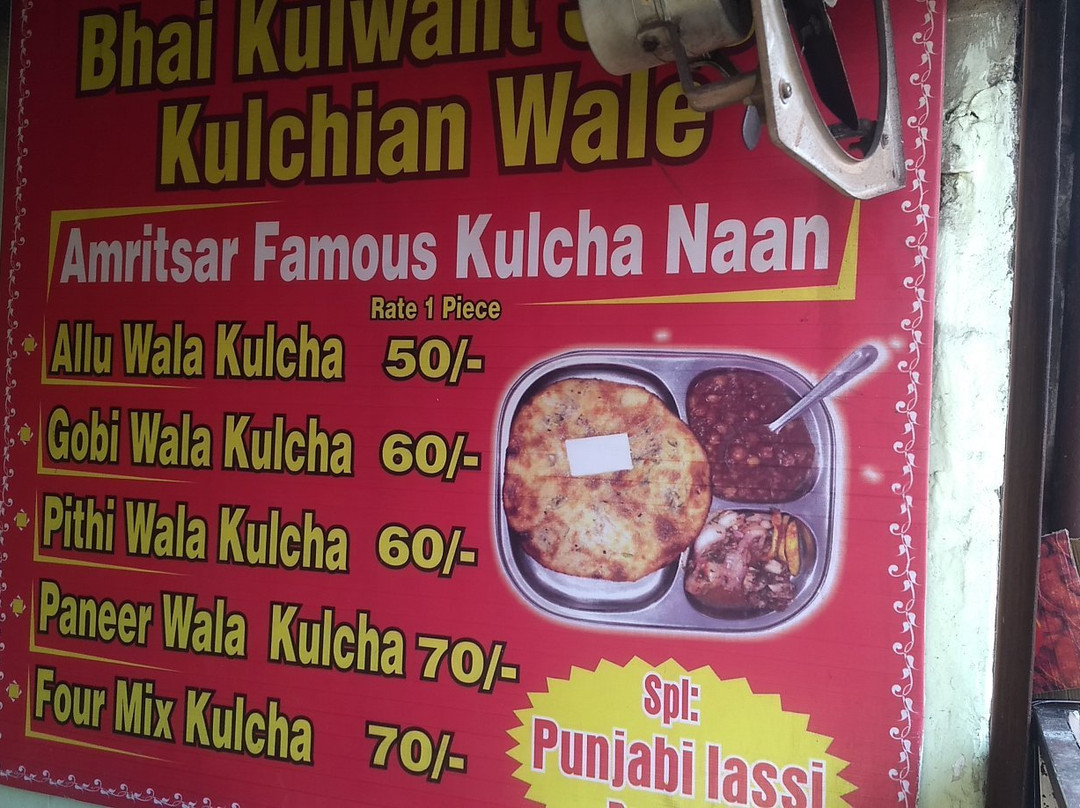 Bhai Kulwant
Kulchian Wale
Amritsar Famous Kulcha Naan
Rate 1 Piece
Allu Wala Kulcha 50/-
Gobi Wala Kulcha 60/-
Pithi Wala Kulcha 60/-
Paneer Wala Kulcha 70/-
Four Mix Kulcha 70/-
Spl:
Punjabi lassi